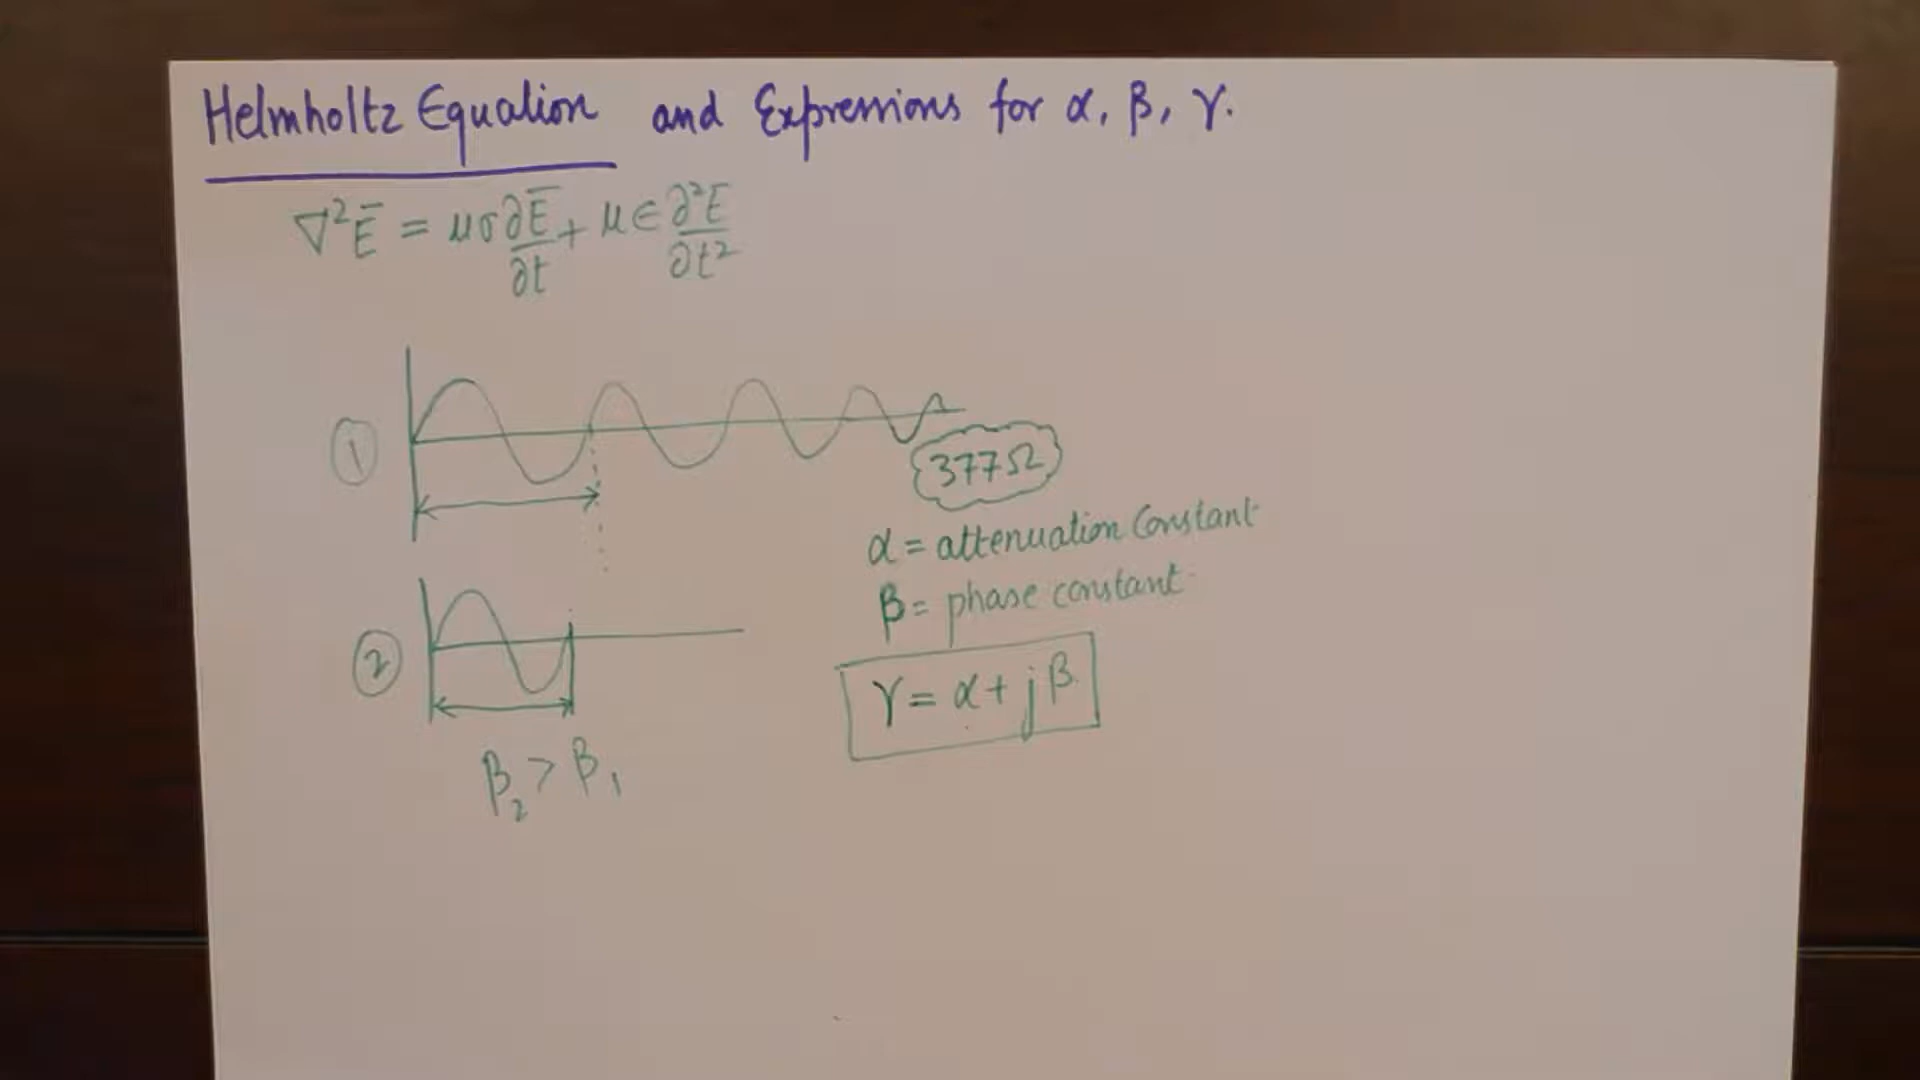 Helmholtz Equation and Expressions for α, β, γ.
∇²E̅ = μσ ∂E̅/∂t + μ∈ ∂²E/∂t²
①
377Ω
α = attenuation Constant
β = phase constant
②
γ = α + jβ
β₂ > β₁